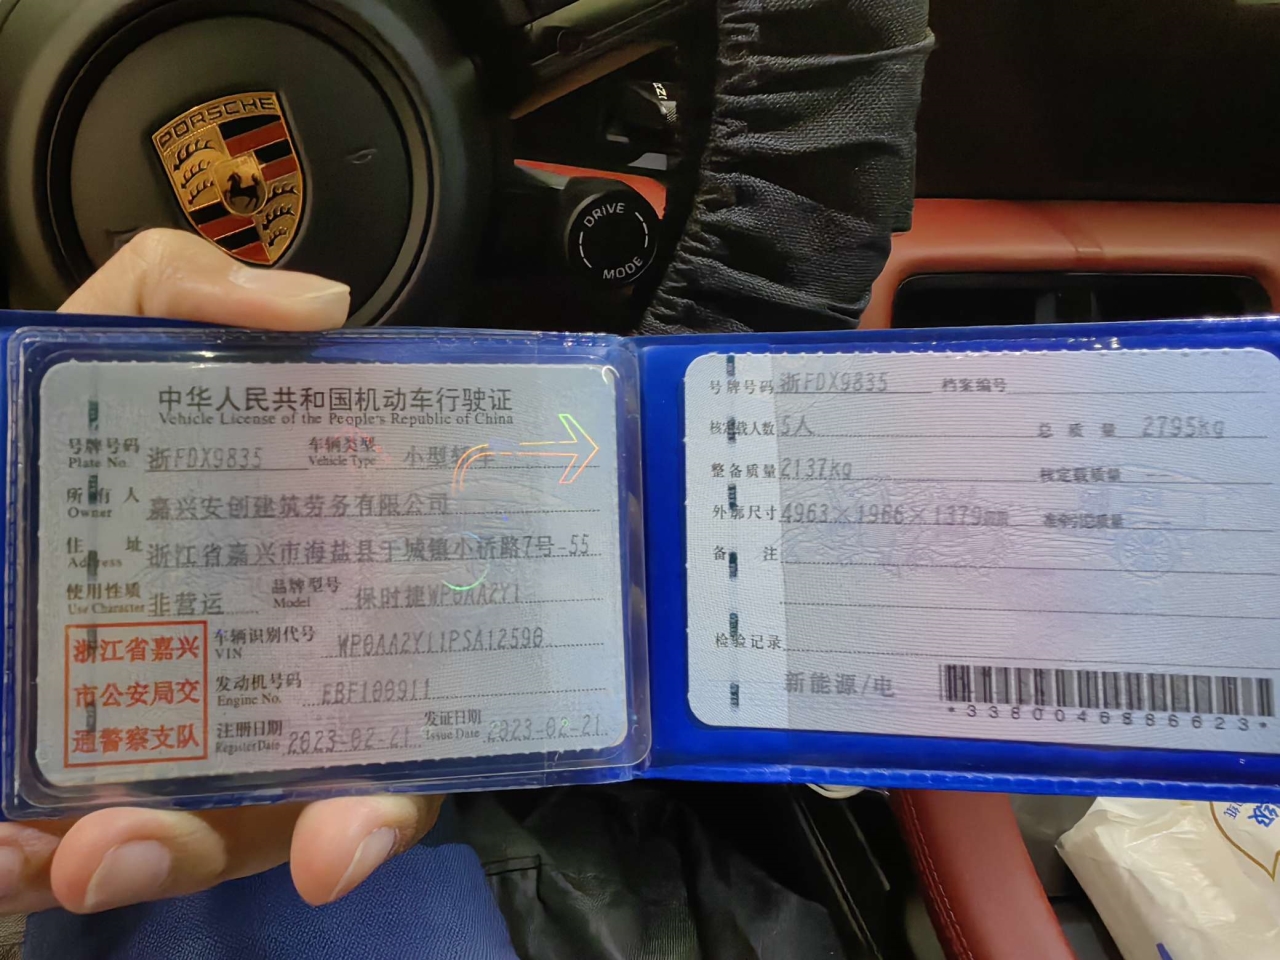 PORSCHE
DRIVE
MODE
中华人民共和国机动车行驶证
Vehicle License of the People's Republic of China
号牌号码 浙FDX9835 车辆类型 小型轿车
Plate No. Vehicle Type
所有人 嘉兴安创建筑劳务有限公司
Owner
住址 浙江省嘉兴市海盐县于城镇小桥路7号-55
Address
使用性质 非营运 品牌型号 保时捷WP0AA2Y1
Use Character Model
浙江省嘉兴
市公安局交
通警察支队
车辆识别代号 WP0AA2Y11PSA12590
VIN
发动机号码 EBF100911
Engine No.
注册日期 2023-02-21 发证日期 2023-02-21
Register Date Issue Date
号牌号码 浙FDX9835 档案编号
核定载人数 5人 总质量 2795kg
整备质量 2137kg 核定载质量 --
外廓尺寸 4963×1966×1379mm 准牵引总质量 --
备注
检验记录
新能源/电
*3380046886623*